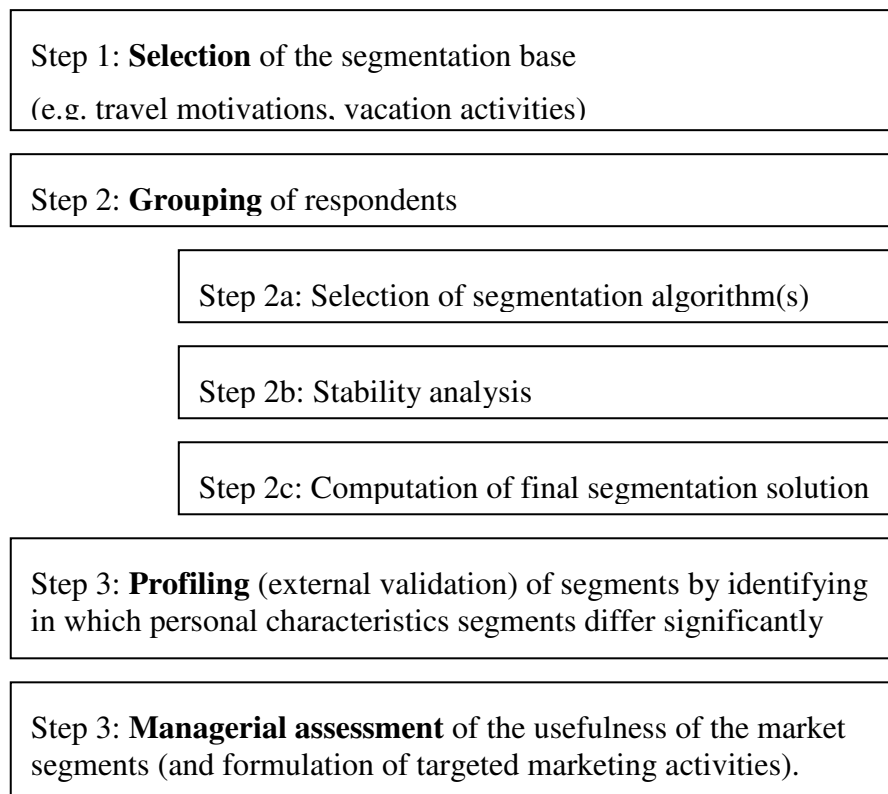 Step 1: Selection of the segmentation base
(e.g. travel motivations, vacation activities)
Step 2: Grouping of respondents
Step 2a: Selection of segmentation algorithm(s)
Step 2b: Stability analysis
Step 2c: Computation of final segmentation solution
Step 3: Profiling (external validation) of segments by identifying
in which personal characteristics segments differ significantly
Step 3: Managerial assessment of the usefulness of the market
segments (and formulation of targeted marketing activities).